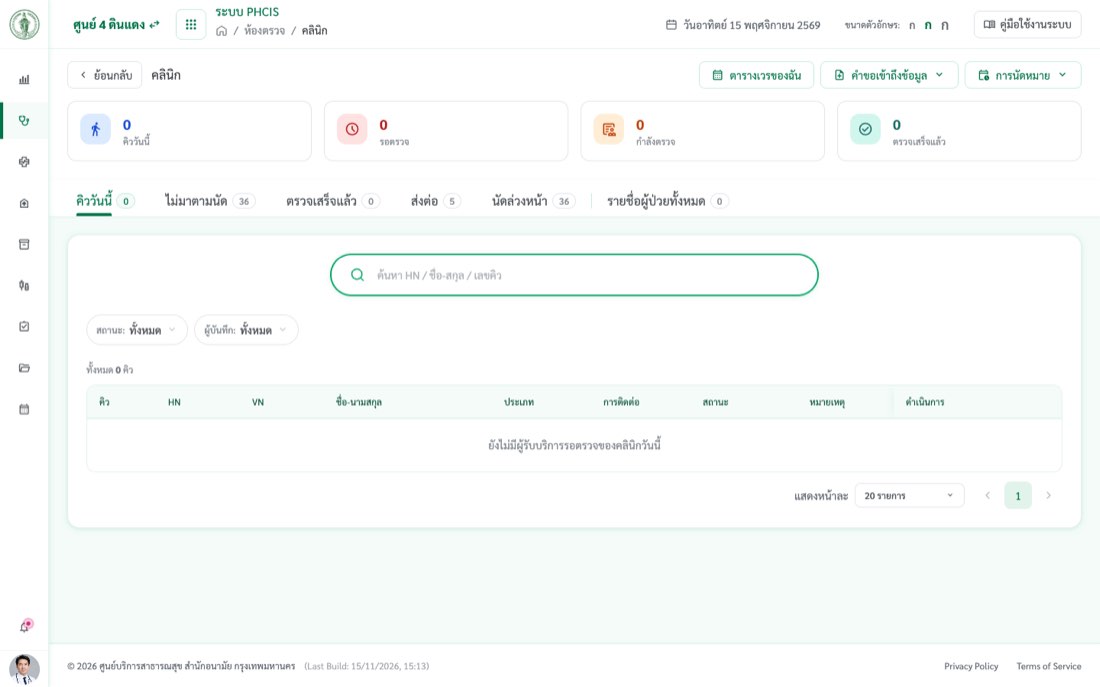 ศูนย์ 4 ดินแดง
ระบบ PHCIS
/ ห้องตรวจ / คลินิก
วันอาทิตย์ 15 พฤศจิกายน 2569
ขนาดตัวอักษร: ก ก ก
คู่มือใช้งานระบบ
ย้อนกลับ
คลินิก
ตารางเวรของฉัน
คำขอเข้าถึงข้อมูล
การนัดหมาย
0
คิววันนี้
0
รอตรวจ
0
กำลังตรวจ
0
ตรวจเสร็จแล้ว
คิววันนี้ 0
ไม่มาตามนัด 36
ตรวจเสร็จแล้ว 0
ส่งต่อ 5
นัดล่วงหน้า 36
รายชื่อผู้ป่วยทั้งหมด 0
ค้นหา HN / ชื่อ-สกุล / เลขคิว
สถานะ: ทั้งหมด
ผู้บันทึก: ทั้งหมด
ทั้งหมด 0 คิว
คิว HN VN ชื่อ-นามสกุล ประเภท การติดต่อ สถานะ หมายเหตุ ดำเนินการ
ยังไม่มีผู้รับบริการรอตรวจของคลินิกวันนี้
แสดงหน้าละ 20 รายการ 1
© 2026 ศูนย์บริการสาธารณสุข สำนักอนามัย กรุงเทพมหานคร (Last Build: 15/11/2026, 15:13)
Privacy Policy Terms of Service